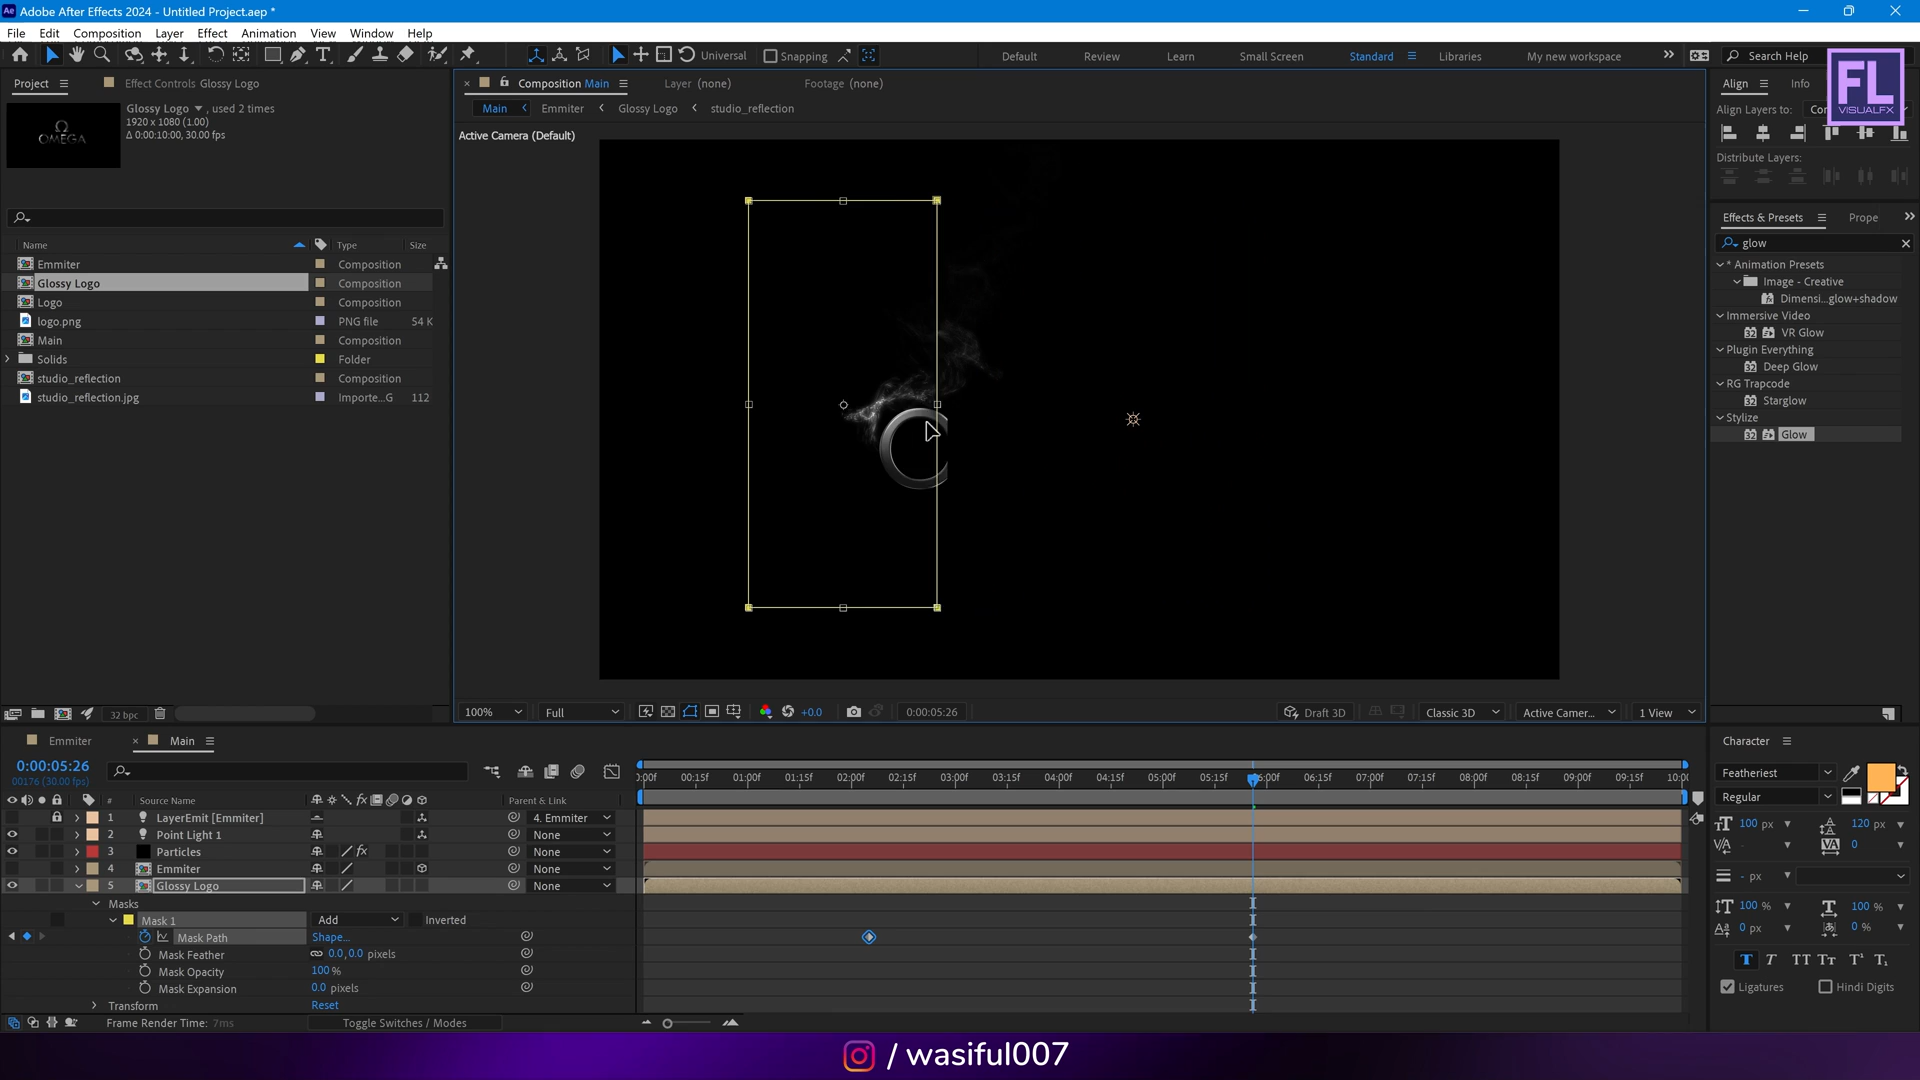 Adobe After Effects 2024 - Untitled Project.aep *
File Edit Composition Layer Effect Animation View Window Help
Universal Snapping Default Review Learn Small Screen Standard Libraries My new workspace Search Help
FL
VISUALFX
Project Effect Controls Glossy Logo
Composition Main Layer (none) Footage (none)
Align Info
Glossy Logo , used 2 times
1920 x 1080 (1.00)
Δ 0:00:10:00, 30.00 fps
OMEGA
Main Emmiter Glossy Logo studio_reflection
Active Camera (Default)
Align Layers to:
Distribute Layers:
Name Type Size
Emmiter Composition
Glossy Logo Composition
Logo Composition
logo.png PNG file 54 K
Main Composition
Solids Folder
studio_reflection Composition
studio_reflection.jpg Importe...G 112
Effects & Presets Prope
glow
* Animation Presets
Image - Creative
Dimensi...glow+shadow
Immersive Video
VR Glow
Plugin Everything
Deep Glow
RG Trapcode
Starglow
Stylize
Glow
32 bpc
100% Full +0.0 0:00:05:26 Draft 3D Classic 3D Active Camer... 1 View
Emmiter Main
0:00:05:26
00176 (30.00 fps)
:00f 00:15f 01:00f 01:15f 02:00f 02:15f 03:00f 03:15f 04:00f 04:15f 05:00f 05:15f 06:00f 06:15f 07:00f 07:15f 08:00f 08:15f 09:00f 09:15f 10:00
# Source Name Parent & Link
1 LayerEmit [Emmiter] 4. Emmiter
2 Point Light 1 None
3 Particles fx None
4 Emmiter None
5 Glossy Logo None
Masks
Mask 1 Add Inverted
Mask Path Shape...
Mask Feather 0.0,0.0 pixels
Mask Opacity 100 %
Mask Expansion 0.0 pixels
Transform Reset
Frame Render Time: 7ms Toggle Switches / Modes
Character
Featheriest
Regular
100 px 120 px
0
- px
100 % 100 %
0 px 0 %
Ligatures Hindi Digits
/ wasiful007